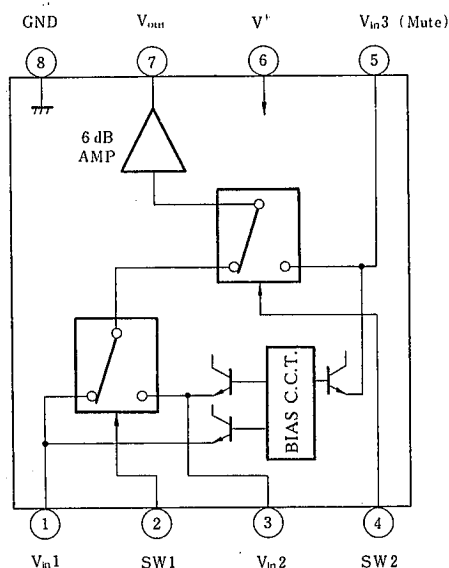 GND
V_out
V⁺
V_in3 (Mute)
8
7
6
5
6 dB
AMP
BIAS C.C.T.
1
2
3
4
V_in1
SW1
V_in2
SW2